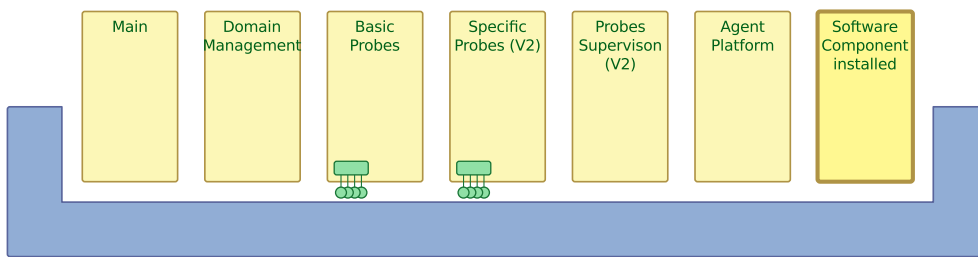 Main
Domain
Management
Basic
Probes
Specific
Probes (V2)
Probes
Supervison
(V2)
Agent
Platform
Software
Component
installed